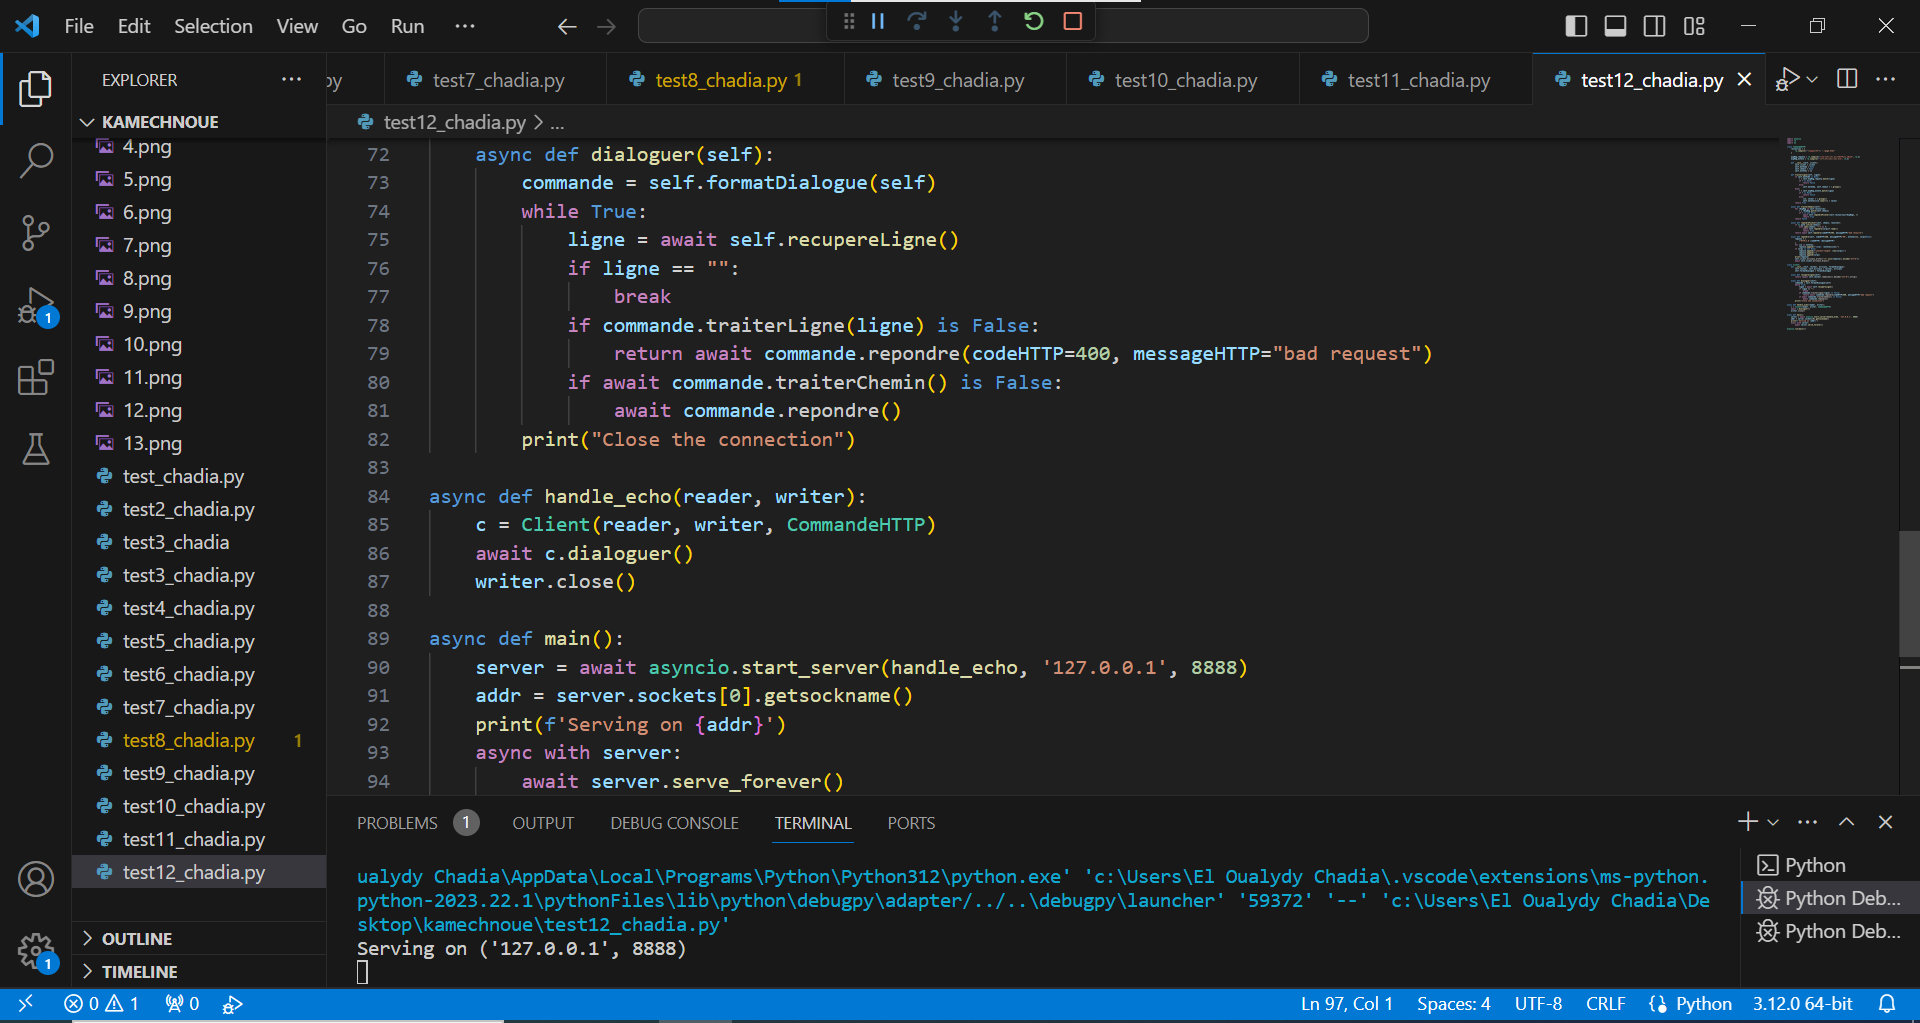 File Edit Selection View Go Run ···
EXPLORER ···
py test7_chadia.py test8_chadia.py 1 test9_chadia.py test10_chadia.py test11_chadia.py test12_chadia.py
KAMECHNOUE
test12_chadia.py > ...
4.png
5.png
6.png
7.png
8.png
9.png
10.png
11.png
12.png
13.png
test_chadia.py
test2_chadia.py
test3_chadia
test3_chadia.py
test4_chadia.py
test5_chadia.py
test6_chadia.py
test7_chadia.py
test8_chadia.py 1
test9_chadia.py
test10_chadia.py
test11_chadia.py
test12_chadia.py
OUTLINE
TIMELINE
1
1
72 async def dialoguer(self):
73 commande = self.formatDialogue(self)
74 while True:
75 ligne = await self.recupereLigne()
76 if ligne == "":
77 break
78 if commande.traiterLigne(ligne) is False:
79 return await commande.repondre(codeHTTP=400, messageHTTP="bad request")
80 if await commande.traiterChemin() is False:
81 await commande.repondre()
82 print("Close the connection")
83
84 async def handle_echo(reader, writer):
85 c = Client(reader, writer, CommandeHTTP)
86 await c.dialoguer()
87 writer.close()
88
89 async def main():
90 server = await asyncio.start_server(handle_echo, '127.0.0.1', 8888)
91 addr = server.sockets[0].getsockname()
92 print(f'Serving on {addr}')
93 async with server:
94 await server.serve_forever()
PROBLEMS 1 OUTPUT DEBUG CONSOLE TERMINAL PORTS
ualydy Chadia\AppData\Local\Programs\Python\Python312\python.exe' 'c:\Users\El Oualydy Chadia\.vscode\extensions\ms-python.
python-2023.22.1\pythonFiles\lib\python\debugpy\adapter/../..\debugpy\launcher' '59372' '--' 'c:\Users\El Oualydy Chadia\De
sktop\kamechnoue\test12_chadia.py'
Serving on ('127.0.0.1', 8888)
Python
Python Deb...
Python Deb...
0 1 0 Ln 97, Col 1 Spaces: 4 UTF-8 CRLF Python 3.12.0 64-bit